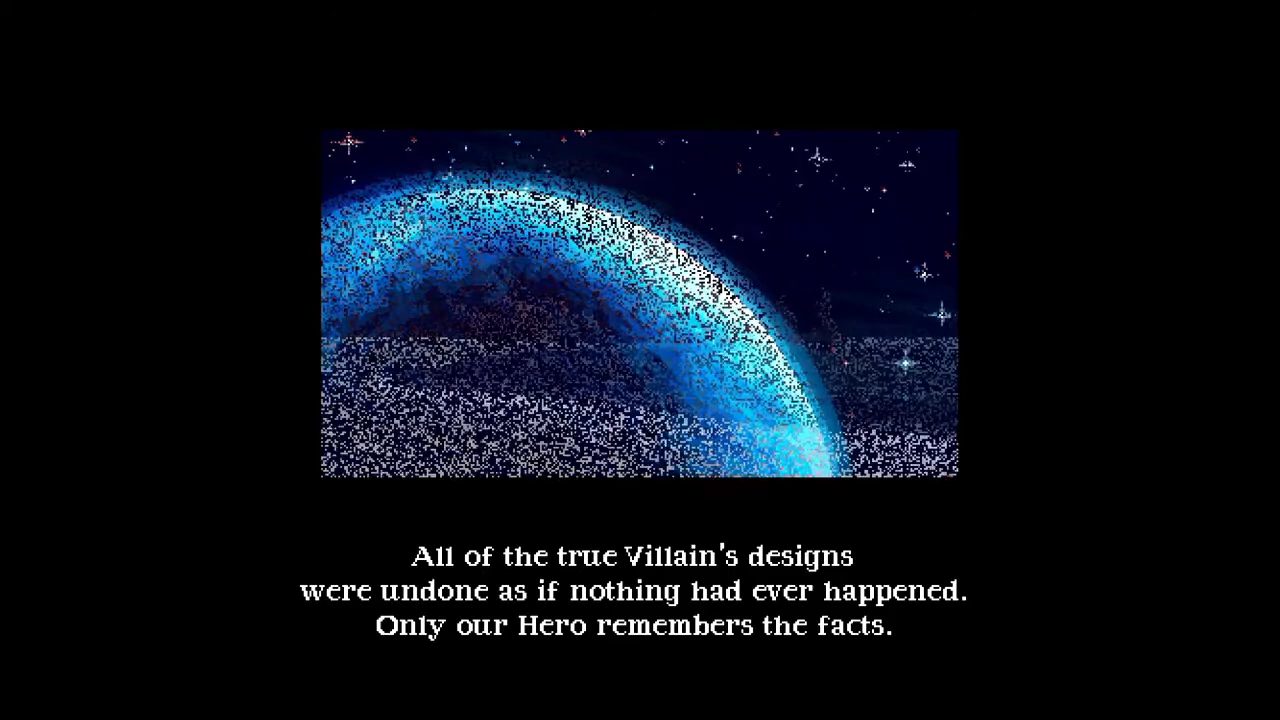 All of the true Villain's designs
were undone as if nothing had ever happened.
Only our Hero remembers the facts.